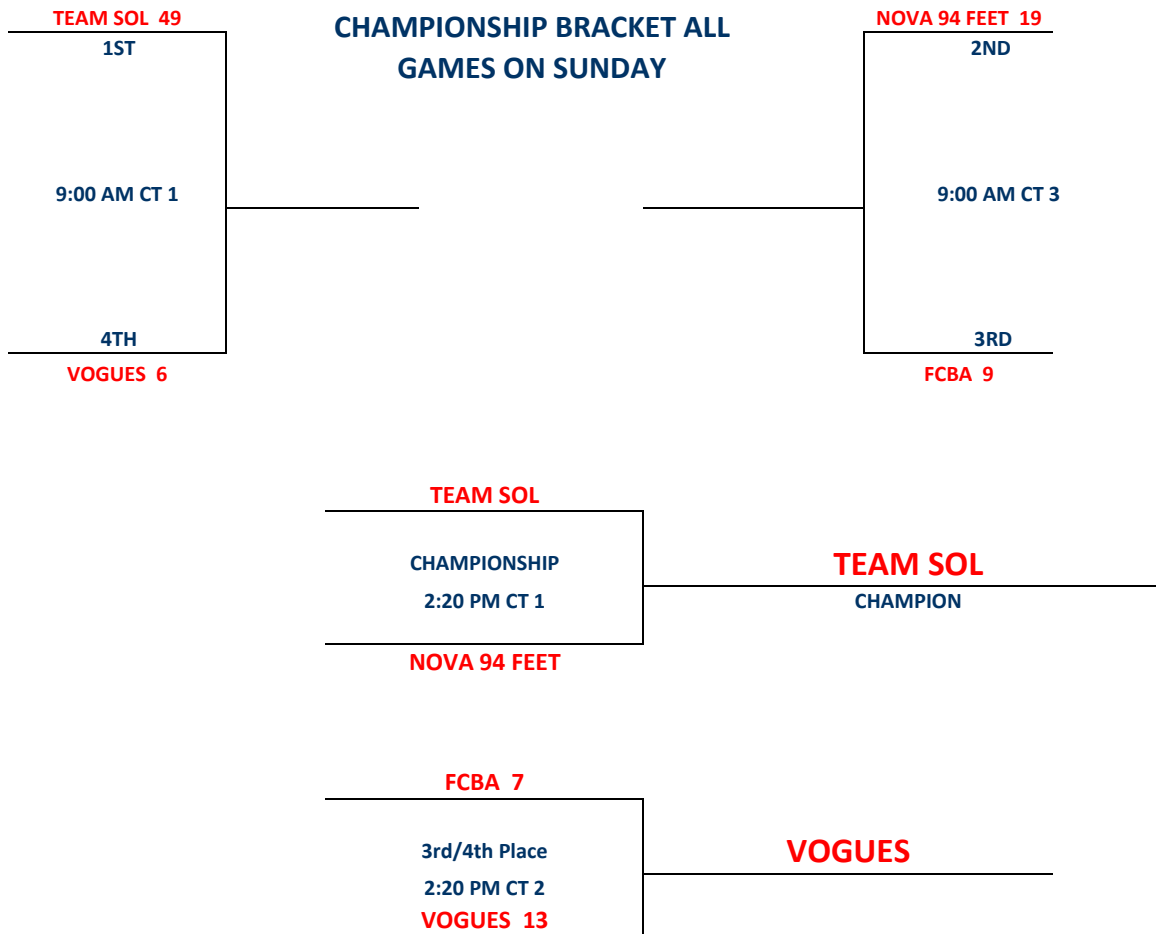 TEAM SOL 49
1ST
CHAMPIONSHIP BRACKET ALL
GAMES ON SUNDAY
NOVA 94 FEET 19
2ND
9:00 AM CT 1
9:00 AM CT 3
4TH
VOGUES 6
3RD
FCBA 9
TEAM SOL
CHAMPIONSHIP
2:20 PM CT 1
NOVA 94 FEET
TEAM SOL
CHAMPION
FCBA 7
3rd/4th Place
2:20 PM CT 2
VOGUES 13
VOGUES